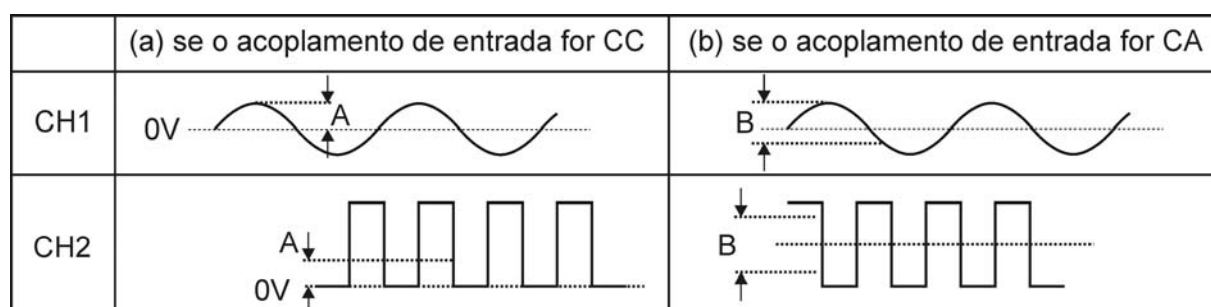 (a) se o acoplamento de entrada for CC
(b) se o acoplamento de entrada for CA
CH1
0V
A
B
CH2
A
0V
B